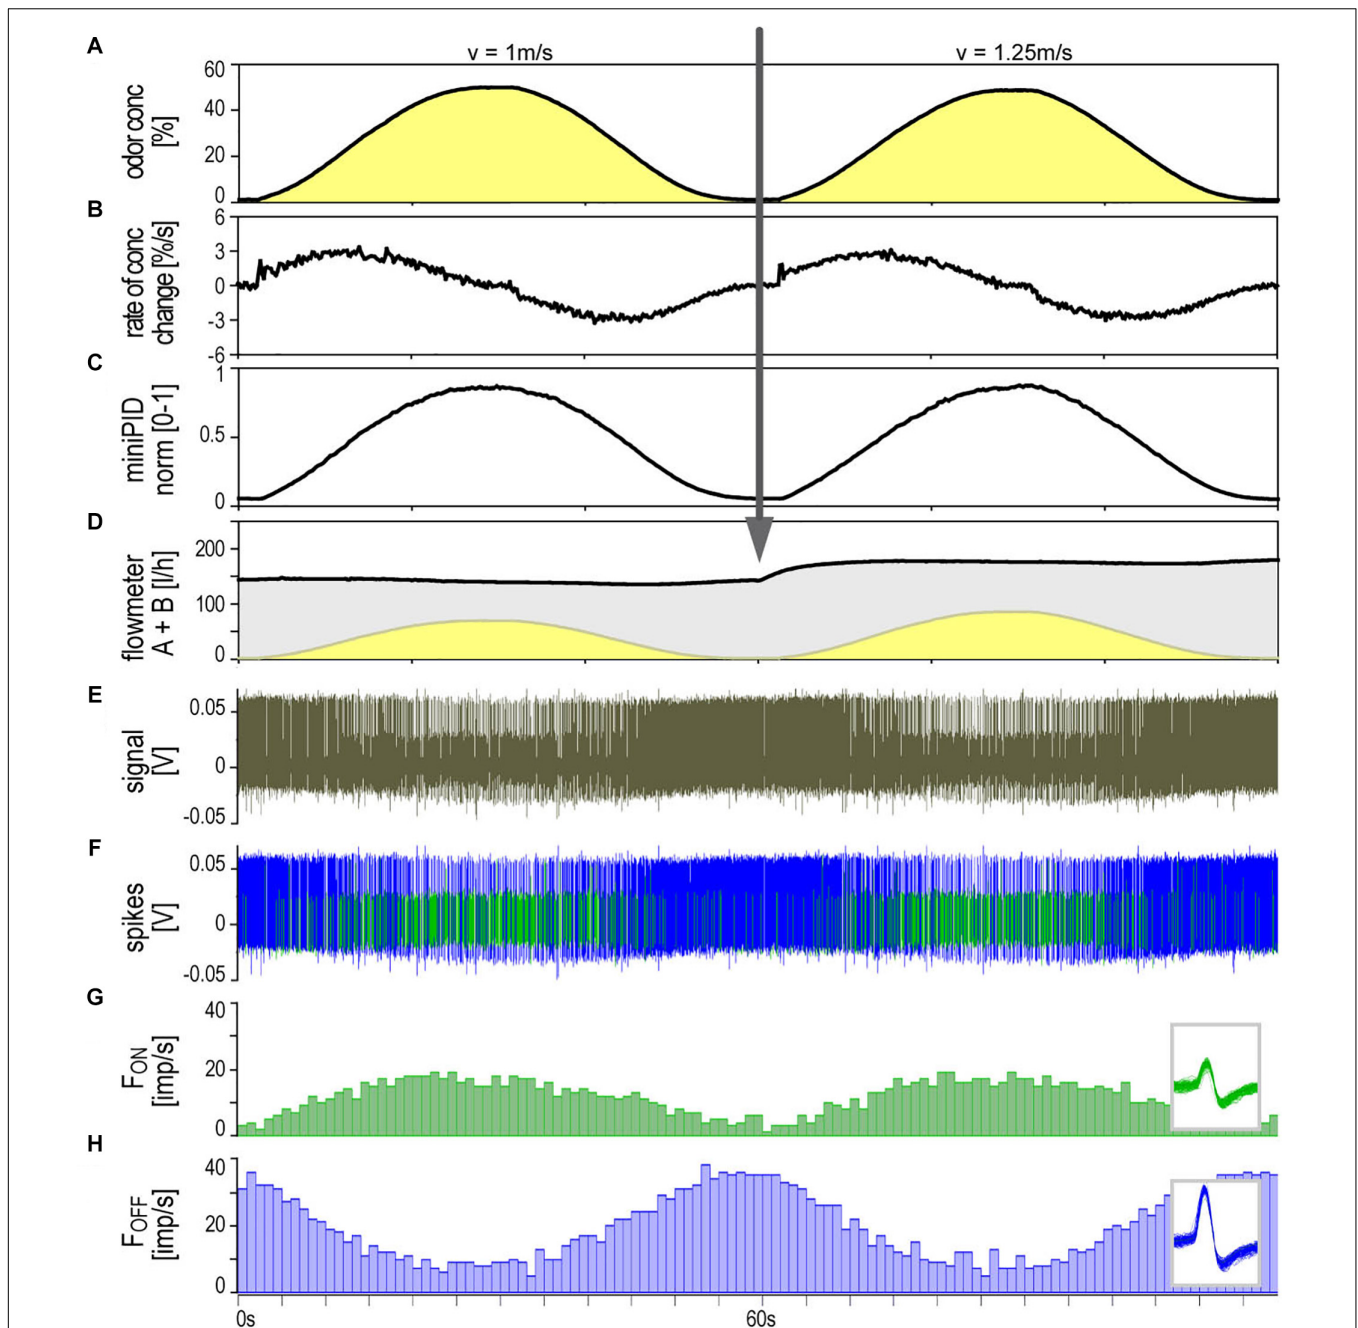 A
v = 1m/s
v = 1.25m/s
odor conc
[%]
60
40
20
0
B
rate of conc
change [%/s]
6
3
0
-3
-6
C
miniPID
norm [0-1]
1
0.5
0
D
flowmeter
A + B [l/h]
200
100
0
E
signal
[V]
0.05
0
-0.05
F
spikes
[V]
0.05
0
-0.05
G
FON
[imp/s]
40
20
0
H
FOFF
[imp/s]
40
20
0
0s
60s